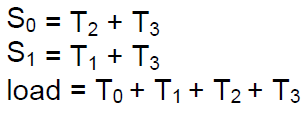 S₀ = T₂ + T₃
S₁ = T₁ + T₃
load = T₀ + T₁ + T₂ + T₃